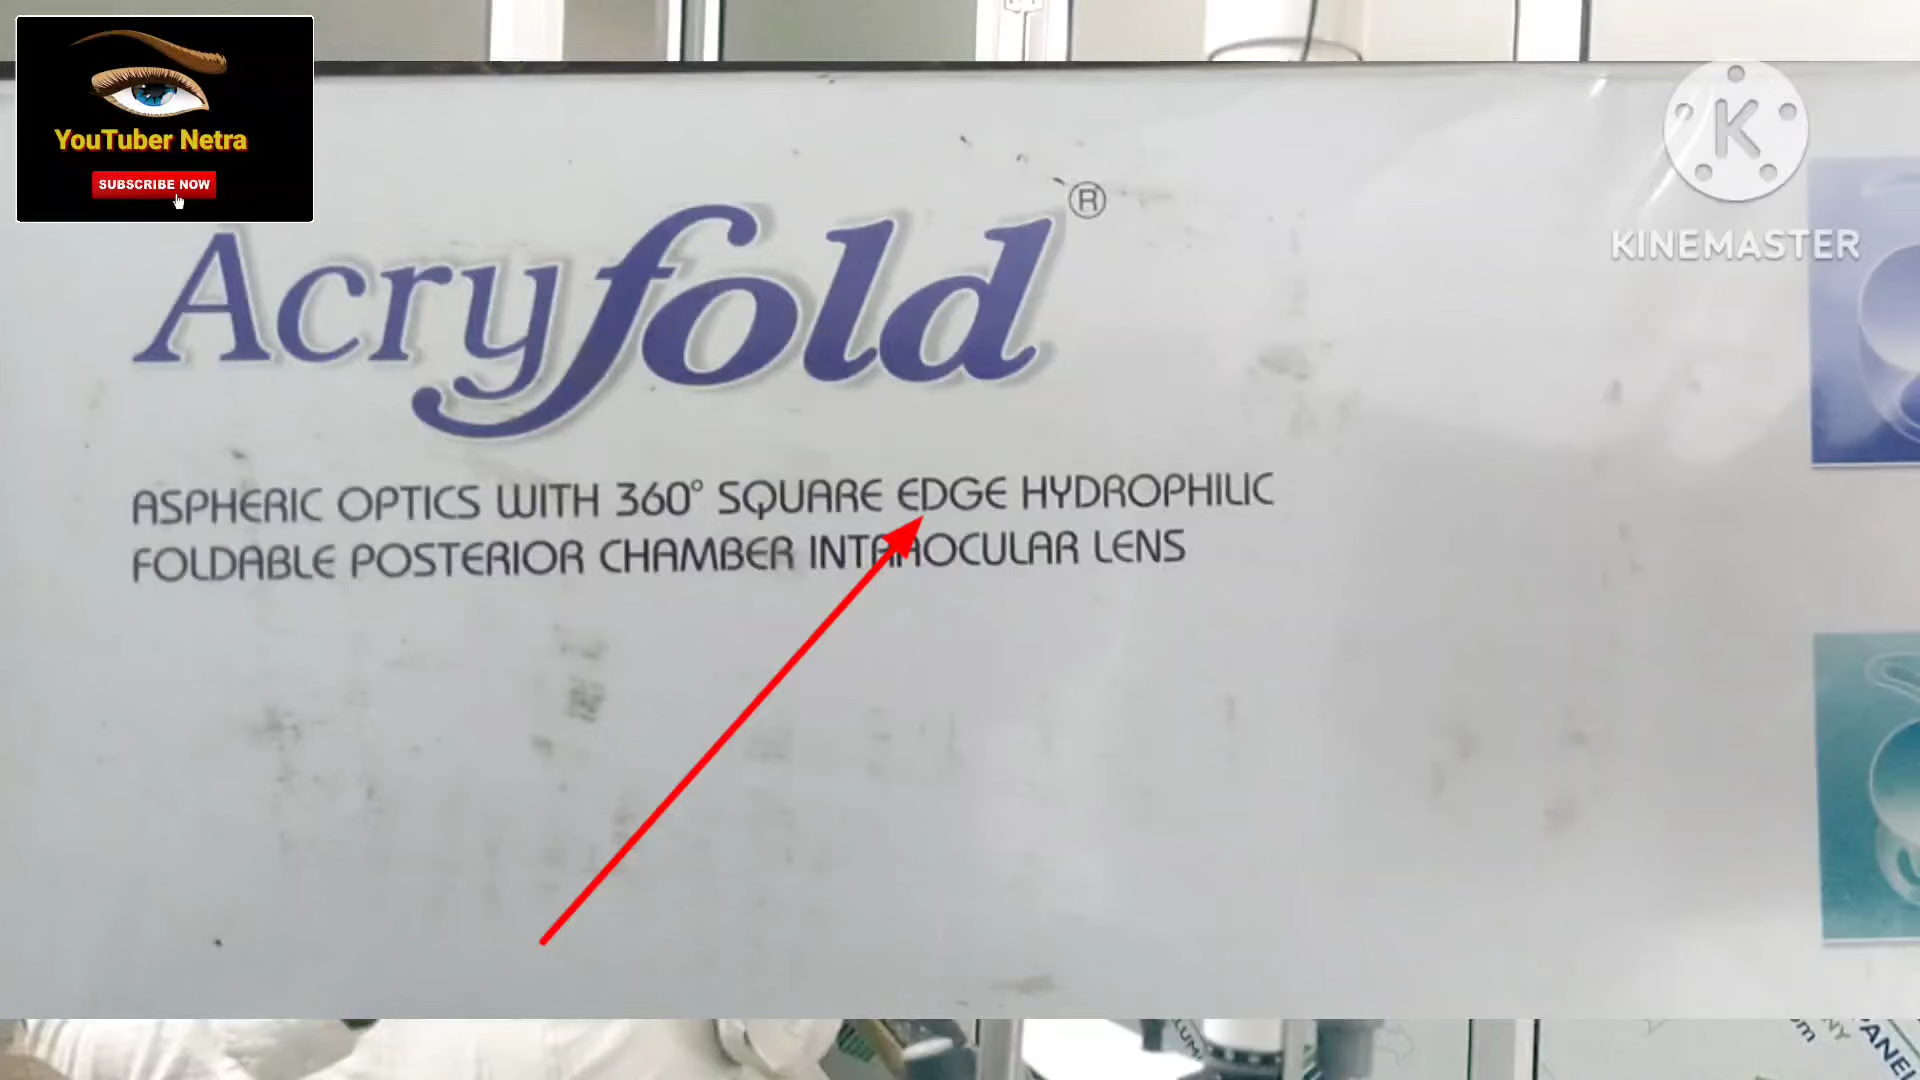 YouTuber Netra
SUBSCRIBE NOW
K
KINEMASTER
Acryfold®
ASPHERIC OPTICS WITH 360° SQUARE EDGE HYDROPHILIC
FOLDABLE POSTERIOR CHAMBER INTRAOCULAR LENS